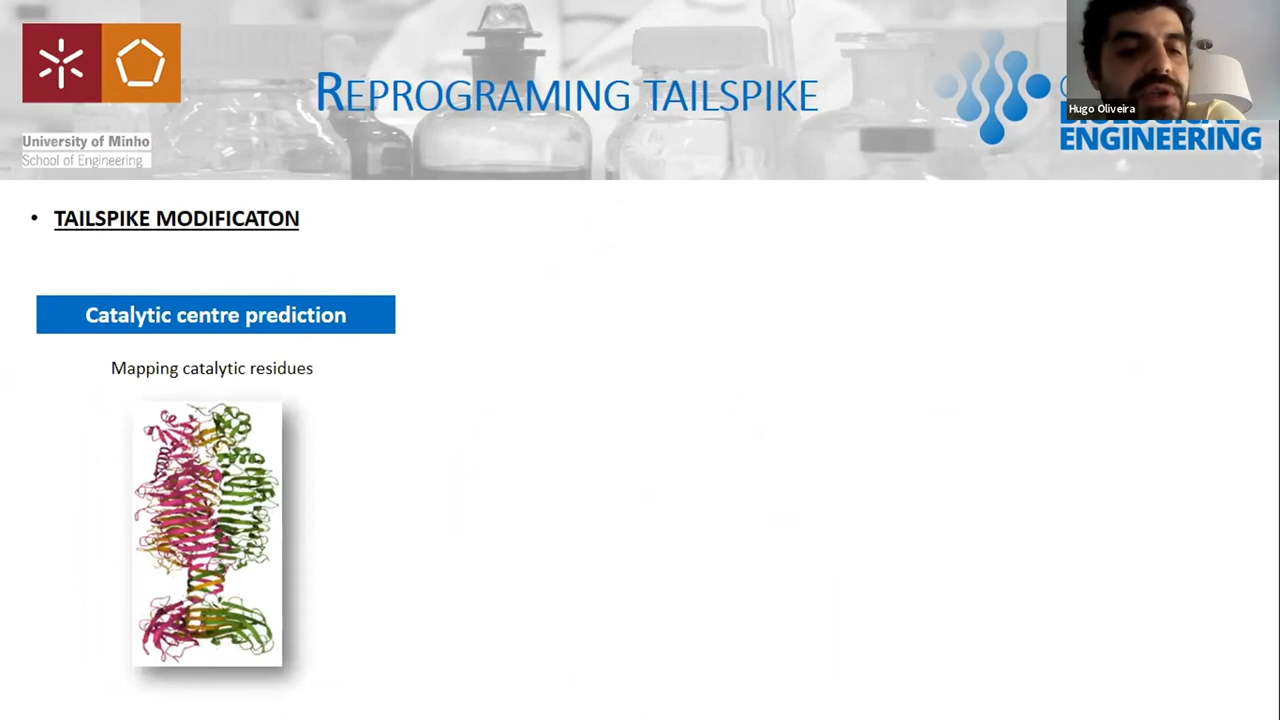 REPROGRAMING TAILSPIKE
Hugo Oliveira
University of Minho
School of Engineering
ENGINEERING
• TAILSPIKE MODIFICATON
Catalytic centre prediction
Mapping catalytic residues